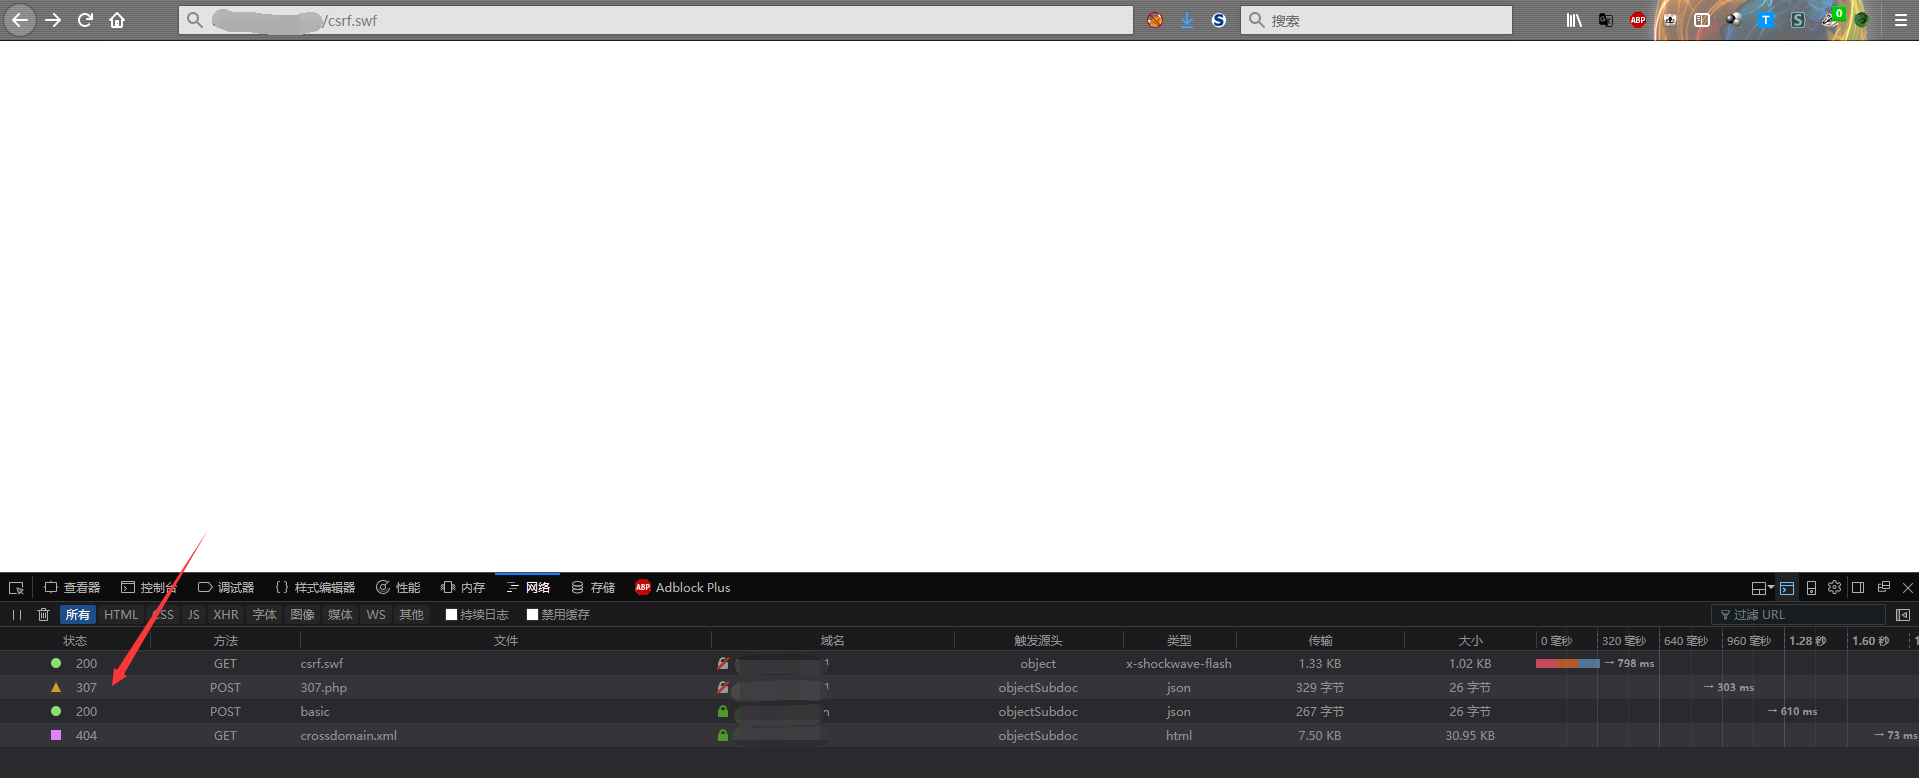 /csrf.swf 搜索 ABP T S 0
查看器 控制台 调试器 {} 样式编辑器 性能 内存 网络 存储 ABP Adblock Plus
所有 HTML CSS JS XHR 字体 图像 媒体 WS 其他 持续日志 禁用缓存 过滤 URL
状态 方法 文件 域名 触发源头 类型 传输 大小 0 毫秒 320 毫秒 640 毫秒 960 毫秒 1.28 秒 1.60 秒
200 GET csrf.swf 1 object x-shockwave-flash 1.33 KB 1.02 KB → 798 ms
307 POST 307.php 1 objectSubdoc json 329 字节 26 字节 → 303 ms
200 POST basic n objectSubdoc json 267 字节 26 字节 → 610 ms
404 GET crossdomain.xml objectSubdoc html 7.50 KB 30.95 KB → 73 ms